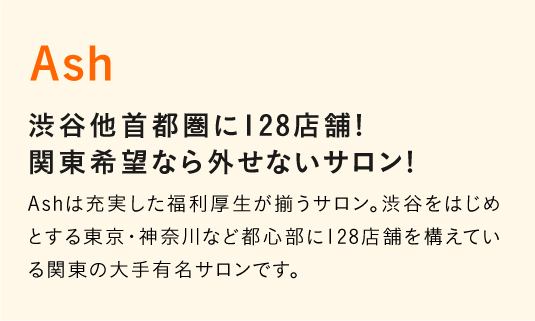 Ash
渋谷他首都圏に128店舗!
関東希望なら外せないサロン!
Ashは充実した福利厚生が揃うサロン。渋谷をはじめ
とする東京・神奈川など都心部に128店舗を構えてい
る関東の大手有名サロンです。